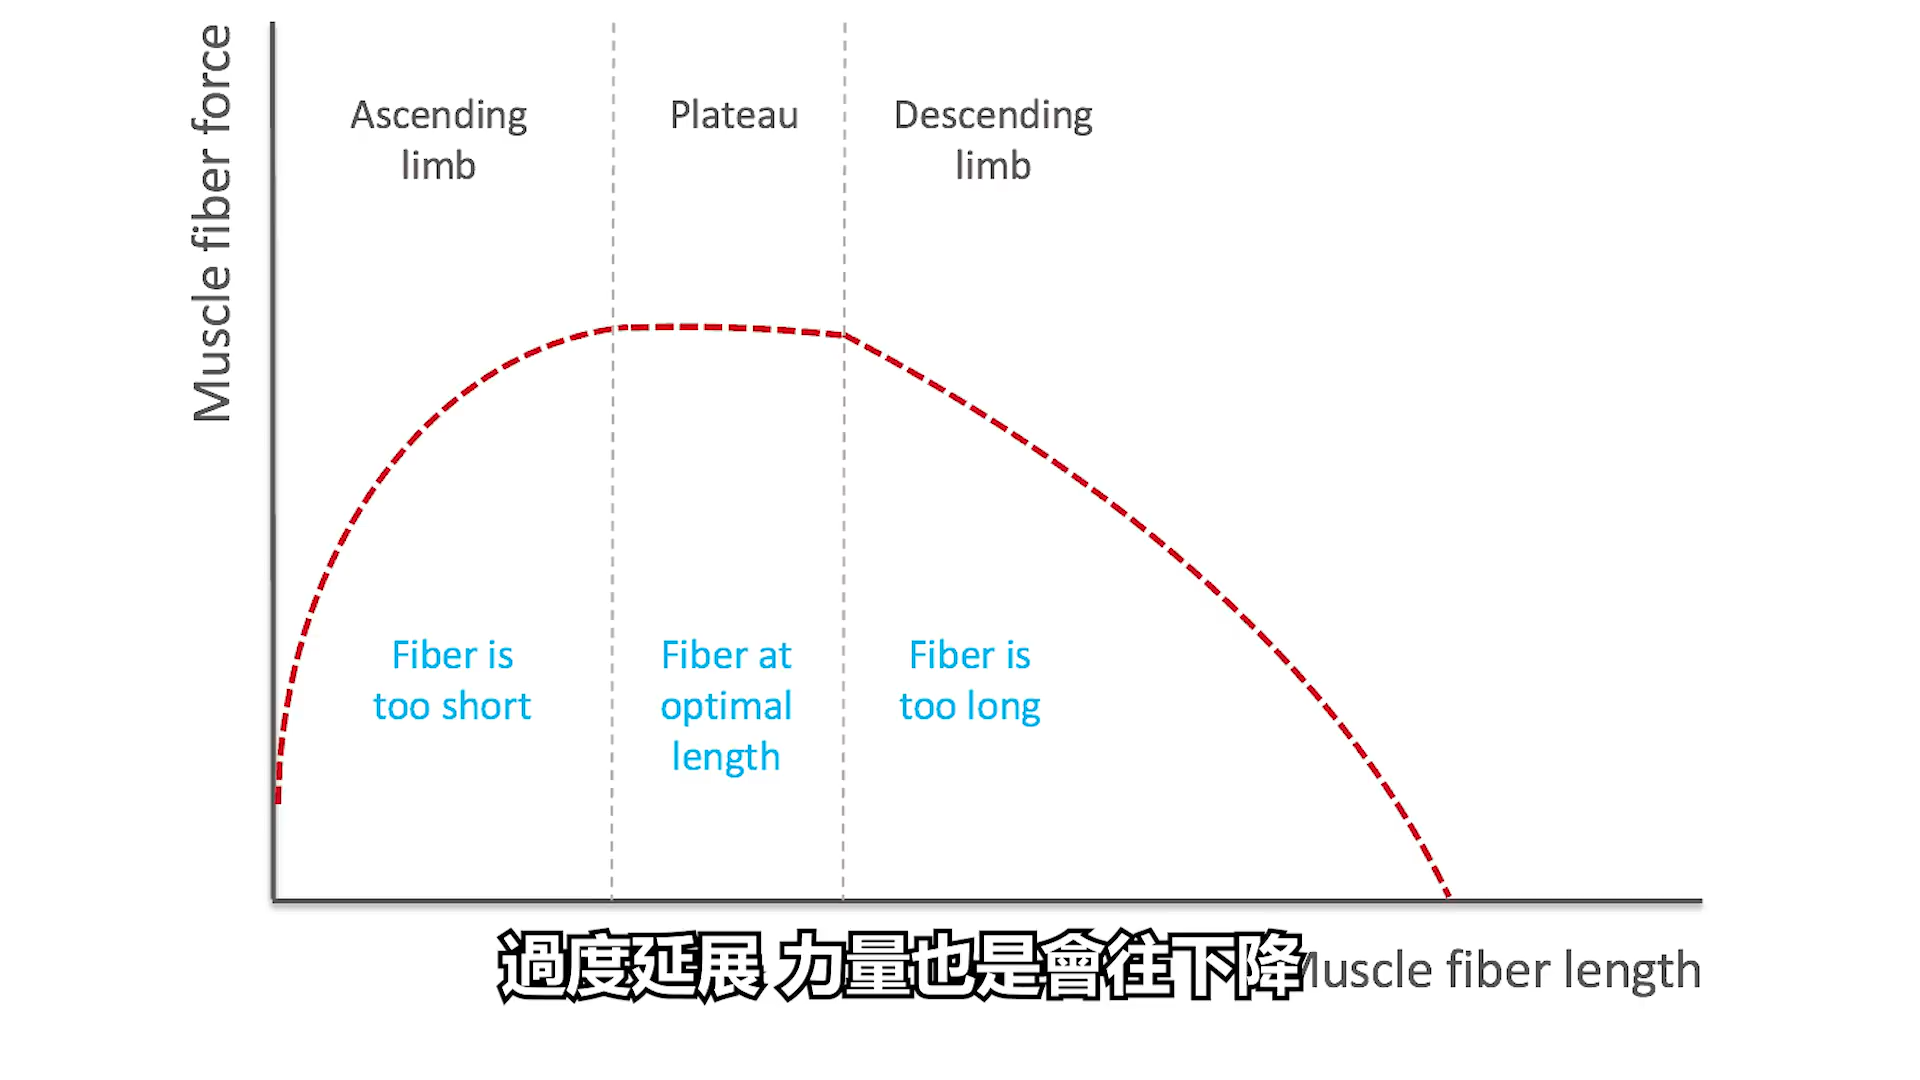 Muscle fiber force
Ascending
limb
Plateau
Descending
limb
Fiber is
too short
Fiber at
optimal
length
Fiber is
too long
過度延展 力量也是會往下降
Muscle fiber length